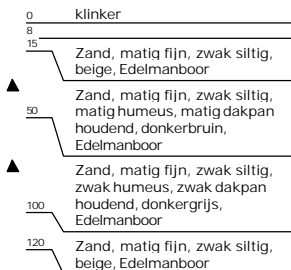 0 klinker
8
15 Zand, matig fijn, zwak siltig,
beige, Edelmanboor
Zand, matig fijn, zwak siltig,
50 matig humeus, matig dakpan
houdend, donkerbruin,
Edelmanboor
Zand, matig fijn, zwak siltig,
zwak humeus, zwak dakpan
100 houdend, donkergrijs,
Edelmanboor
120 Zand, matig fijn, zwak siltig,
beige, Edelmanboor